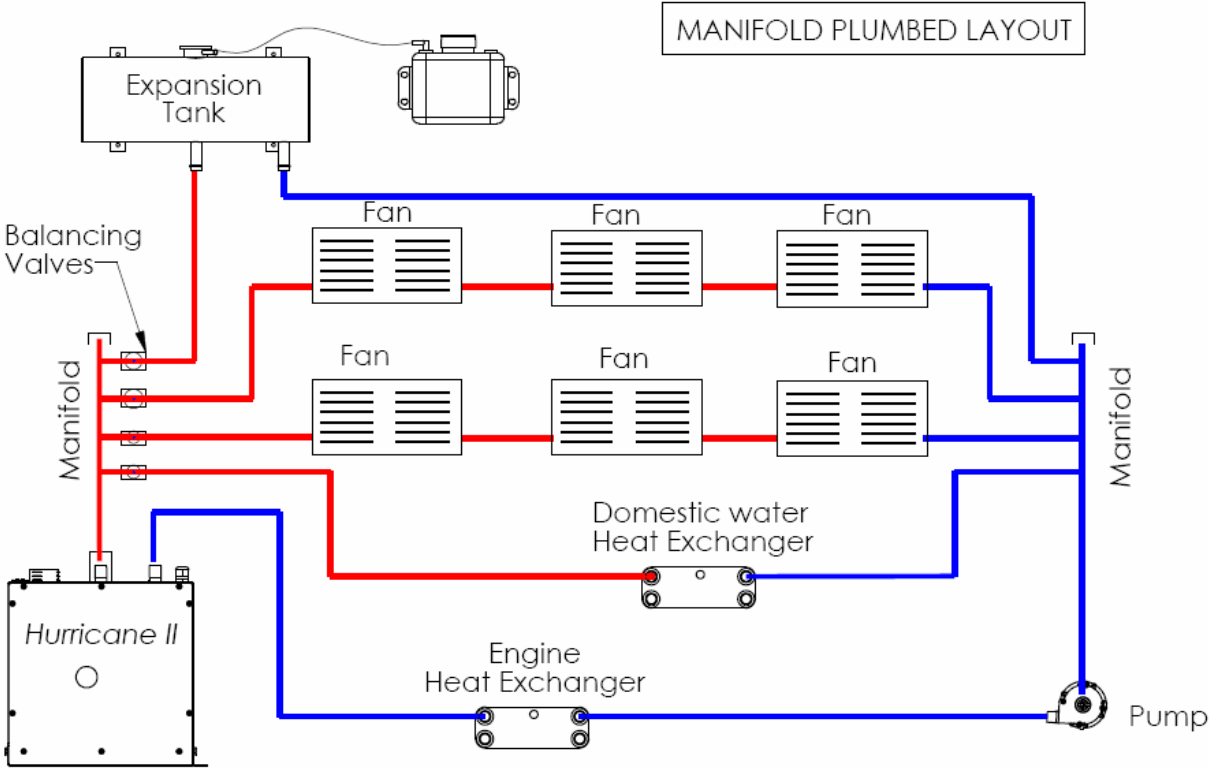 MANIFOLD PLUMBED LAYOUT
Expansion
Tank
Fan
Fan
Fan
Balancing
Valves
Fan
Fan
Fan
Manifold
Manifold
Domestic water
Heat Exchanger
Hurricane II
Engine
Heat Exchanger
Pump